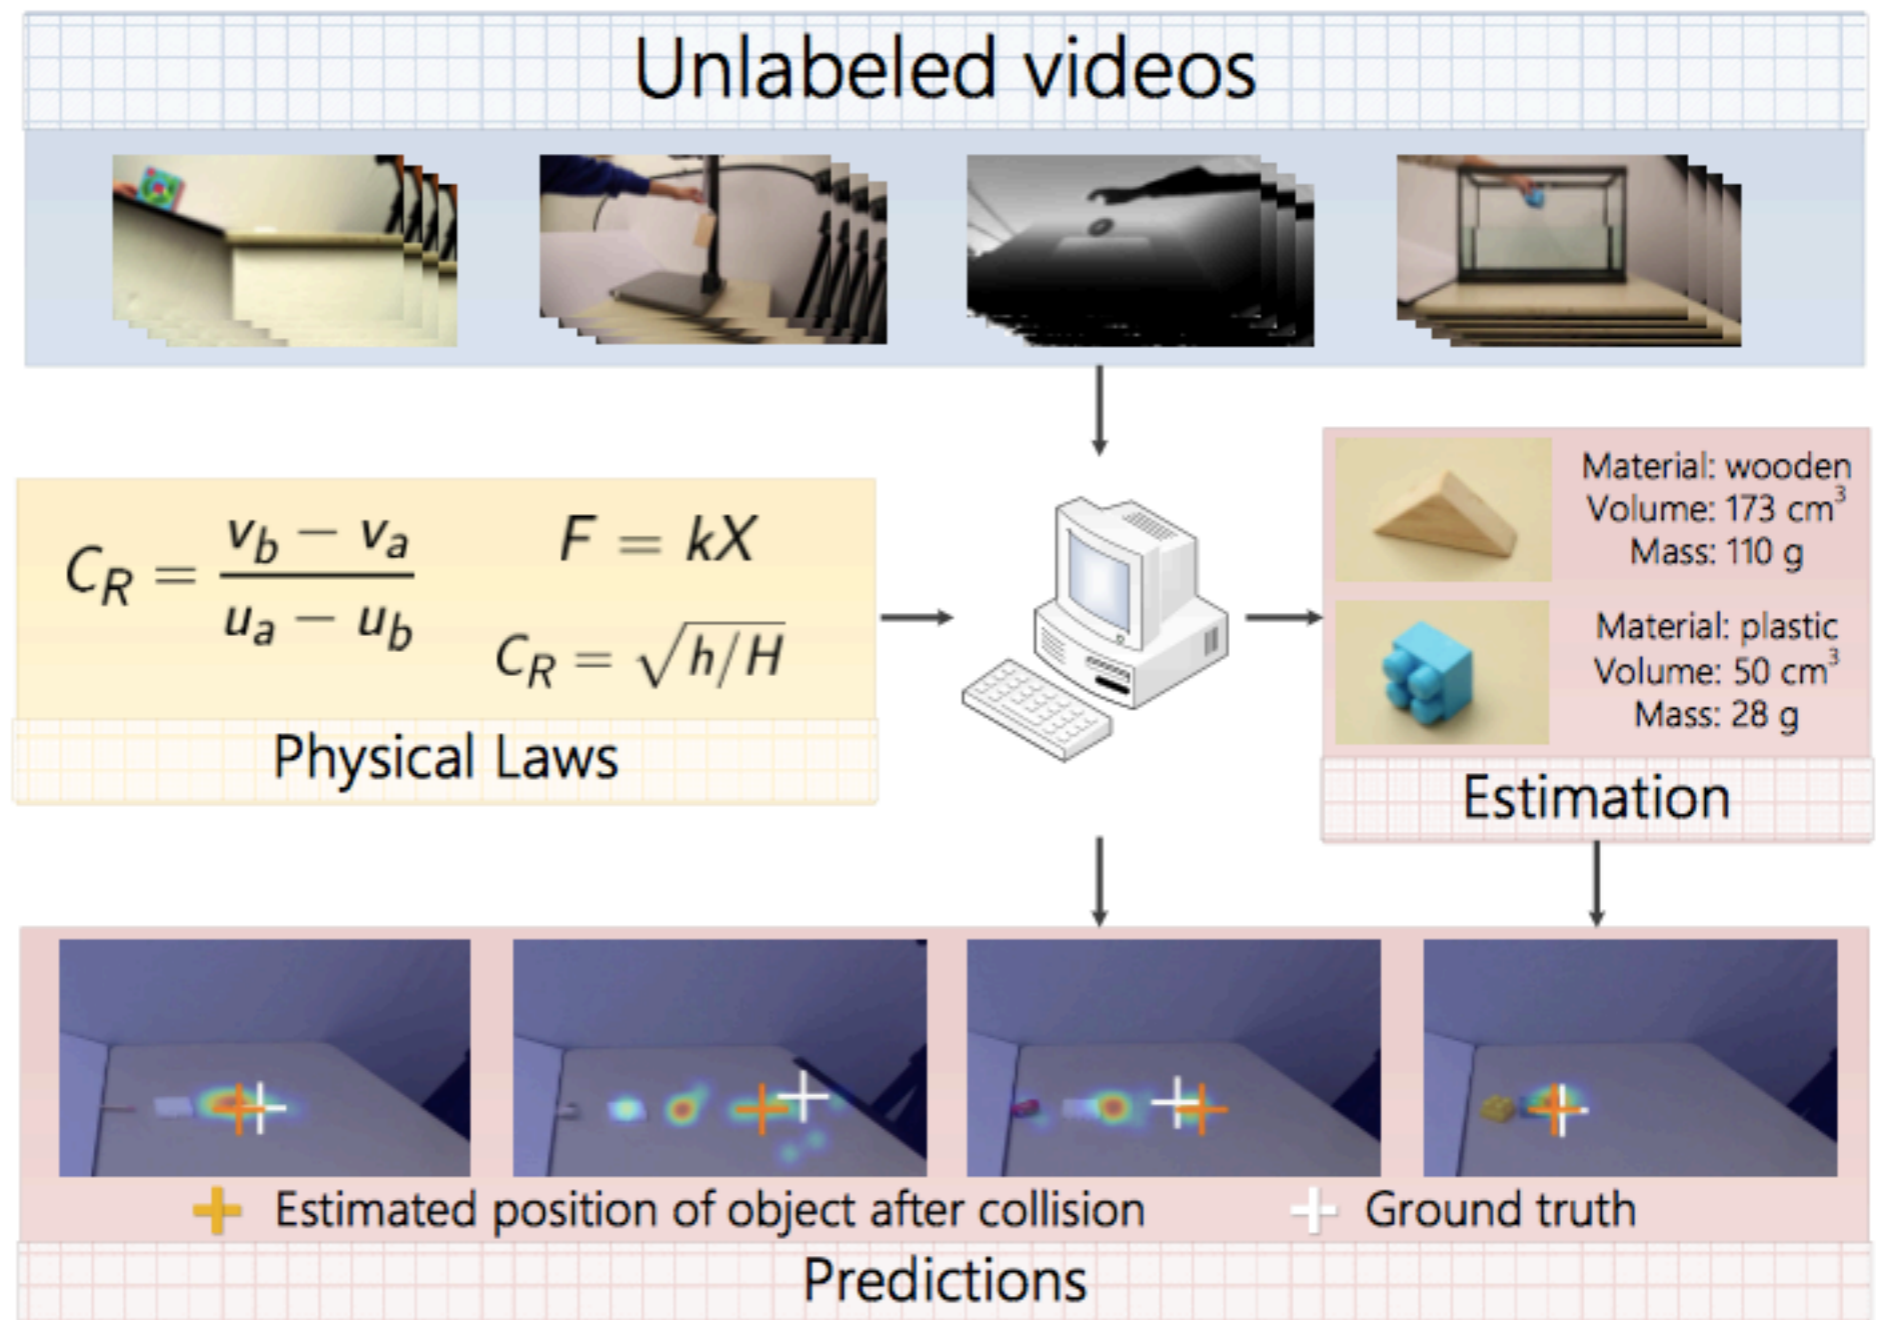 Unlabeled videos
C_R = (v_b − v_a) / (u_a − u_b)
F = kX
C_R = √(h/H)
Physical Laws
Material: wooden
Volume: 173 cm³
Mass: 110 g
Material: plastic
Volume: 50 cm³
Mass: 28 g
Estimation
Estimated position of object after collision
Ground truth
Predictions